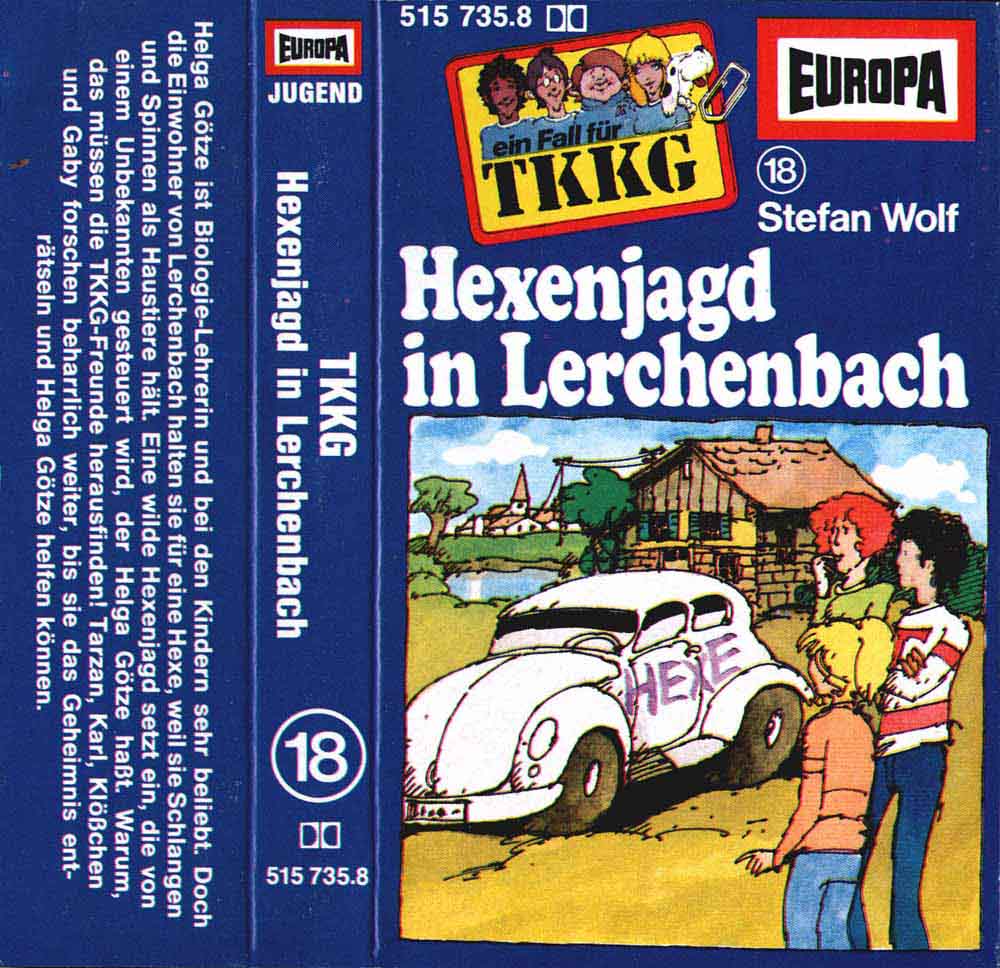 Helga Götze ist Biologie-Lehrerin und bei den Kindern sehr beliebt. Doch
die Einwohner von Lerchenbach halten sie für eine Hexe, weil sie Schlangen
und Spinnen als Haustiere hält. Eine wilde Hexenjagd setzt ein, die von
einem Unbekannten gesteuert wird, der Helga Götze haßt. Warum,
das müssen die TKKG-Freunde herausfinden! Tarzan, Karl, Klößchen
und Gaby forschen beharrlich weiter, bis sie das Geheimnis ent-
rätseln und Helga Götze helfen können.
EUROPA
JUGEND
TKKG
Hexenjagd in Lerchenbach
18
515 735.8
515 735.8
ein Fall für
TKKG
EUROPA
18
Stefan Wolf
Hexenjagd
in Lerchenbach
HEXE